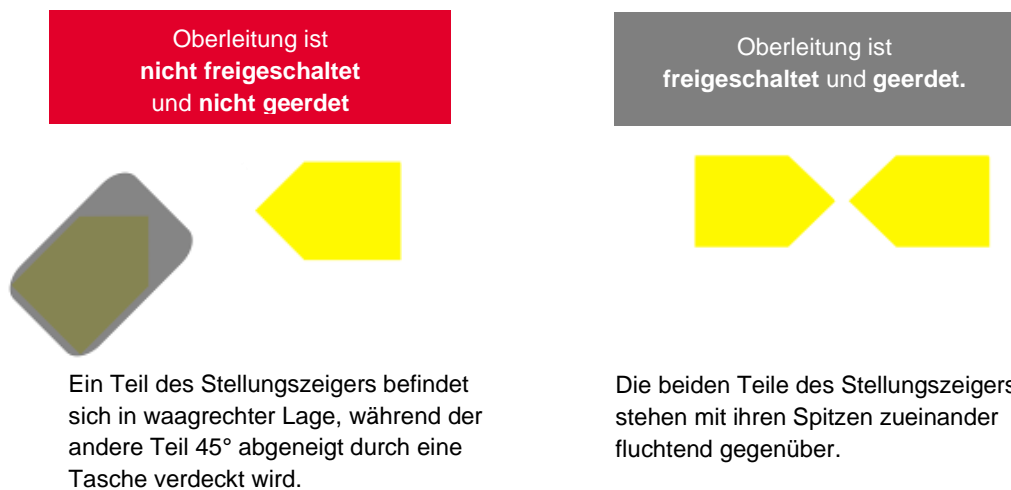 Oberleitung ist
nicht freigeschaltet
und nicht geerdet
Oberleitung ist
freigeschaltet und geerdet.
Ein Teil des Stellungszeigers befindet
sich in waagrechter Lage, während der
andere Teil 45° abgeneigt durch eine
Tasche verdeckt wird.
Die beiden Teile des Stellungszeigers
stehen mit ihren Spitzen zueinander
fluchtend gegenüber.